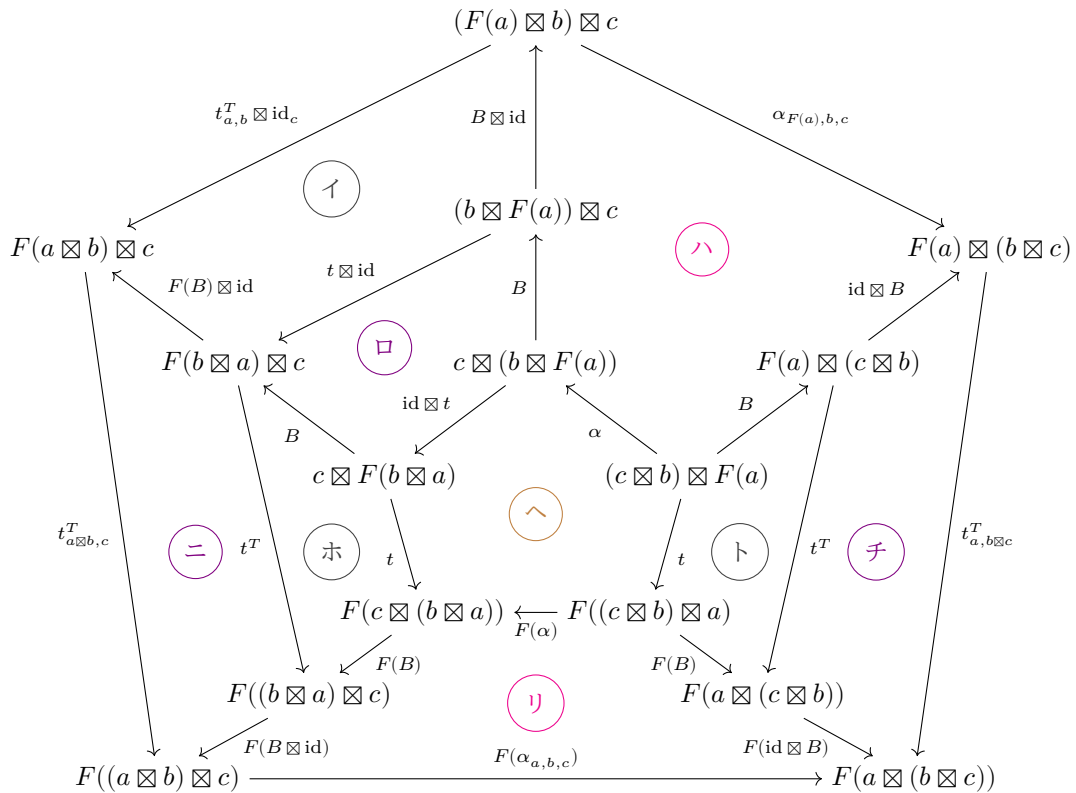 (F(a) ⊠ b) ⊠ c
t^T_{a,b} ⊠ id_c
B ⊠ id
α_{F(a),b,c}
イ
(b ⊠ F(a)) ⊠ c
ハ
F(a ⊠ b) ⊠ c
F(a) ⊠ (b ⊠ c)
F(B) ⊠ id
t ⊠ id
B
id ⊠ B
ロ
F(b ⊠ a) ⊠ c
c ⊠ (b ⊠ F(a))
F(a) ⊠ (c ⊠ b)
id ⊠ t
B
α
B
c ⊠ F(b ⊠ a)
(c ⊠ b) ⊠ F(a)
ヘ
t^T_{a⊠b,c}
ニ
t^T
ホ
t
t
ト
t^T
チ
t^T_{a,b⊠c}
F(c ⊠ (b ⊠ a))
F(α)
F((c ⊠ b) ⊠ a)
F(B)
F(B)
F((b ⊠ a) ⊠ c)
リ
F(a ⊠ (c ⊠ b))
F(B ⊠ id)
F(α_{a,b,c})
F(id ⊠ B)
F((a ⊠ b) ⊠ c)
F(a ⊠ (b ⊠ c))